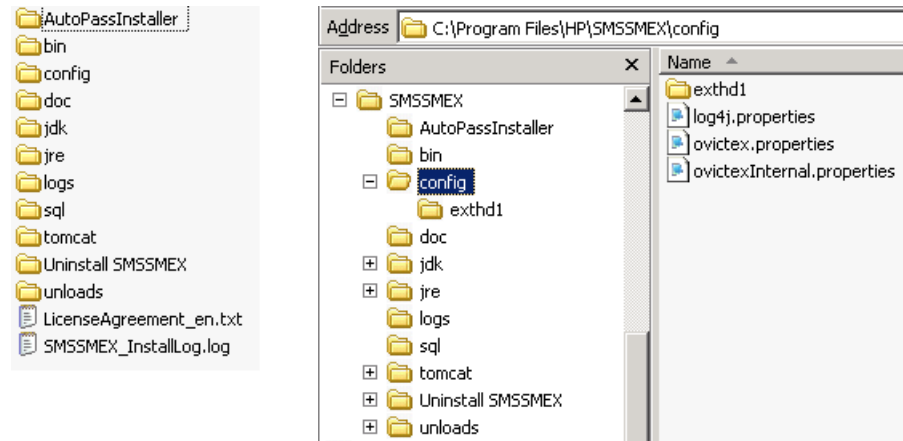 AutoPassInstaller
bin
config
doc
jdk
jre
logs
sql
tomcat
Uninstall SMSSMEX
unloads
LicenseAgreement_en.txt
SMSSMEX_InstallLog.log
Address C:\Program Files\HP\SMSSMEX\config
Folders
SMSSMEX
AutoPassInstaller
bin
config
exthd1
doc
jdk
jre
logs
sql
tomcat
Uninstall SMSSMEX
unloads
Name
exthd1
log4j.properties
ovictex.properties
ovictexInternal.properties